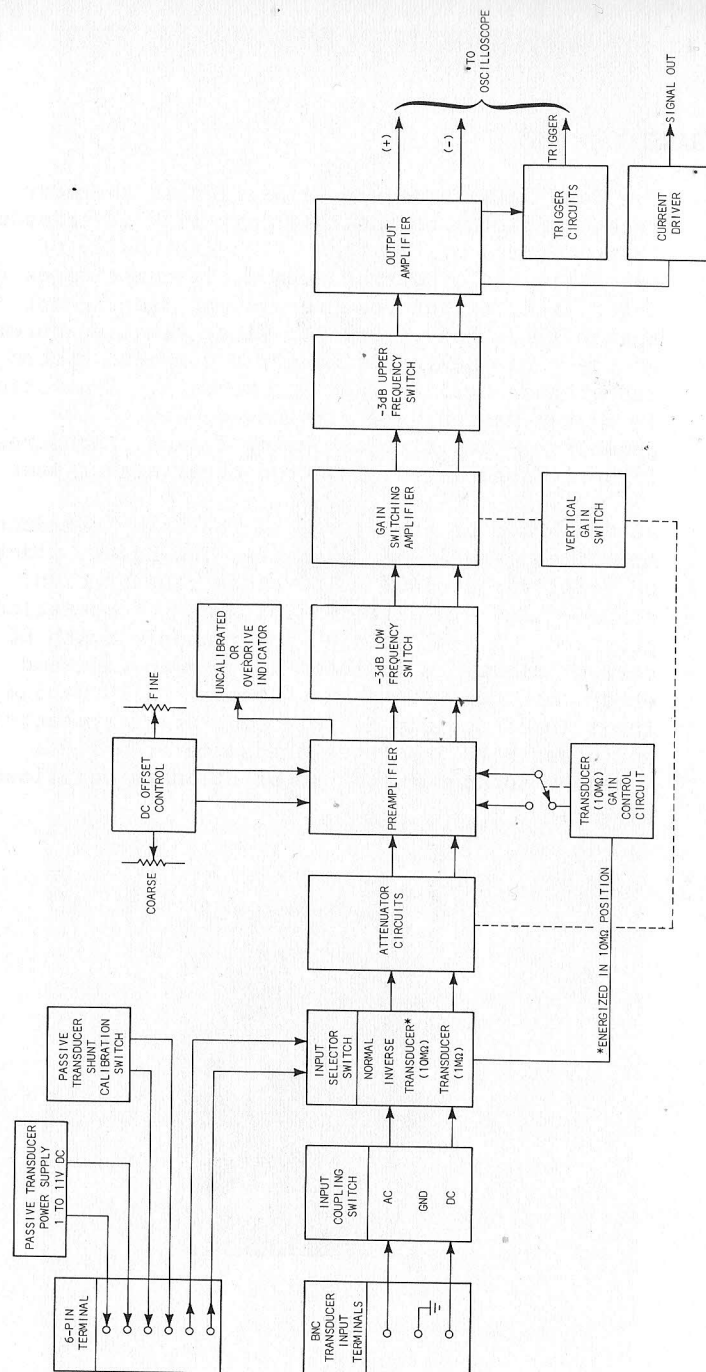 PASSIVE TRANSDUCER
POWER SUPPLY
1 TO 11V DC
6-PIN
TERMINAL
PASSIVE
TRANSDUCER
SHUNT
CALIBRATION
SWITCH
BNC
TRANSDUCER
INPUT
TERMINALS
INPUT
COUPLING
SWITCH
AC
GND
DC
INPUT
SELECTOR
SWITCH
NORMAL
INVERSE
TRANSDUCER*
(10MΩ)
TRANSDUCER
(1MΩ)
*ENERGIZED IN 10MΩ POSITION
ATTENUATOR
CIRCUITS
COARSE
DC OFFSET
CONTROL
FINE
PREAMPLIFIER
TRANSDUCER
(10MΩ)
GAIN
CONTROL
CIRCUIT
UNCALIBRATED
OR
OVERDRIVE
INDICATOR
-3dB LOW
FREQUENCY
SWITCH
GAIN
SWITCHING
AMPLIFIER
VERTICAL
GAIN
SWITCH
-3dB UPPER
FREQUENCY
SWITCH
OUTPUT
AMPLIFIER
(+)
(-)
*TO
OSCILLOSCOPE
TRIGGER
CIRCUITS
TRIGGER
CURRENT
DRIVER
SIGNAL OUT